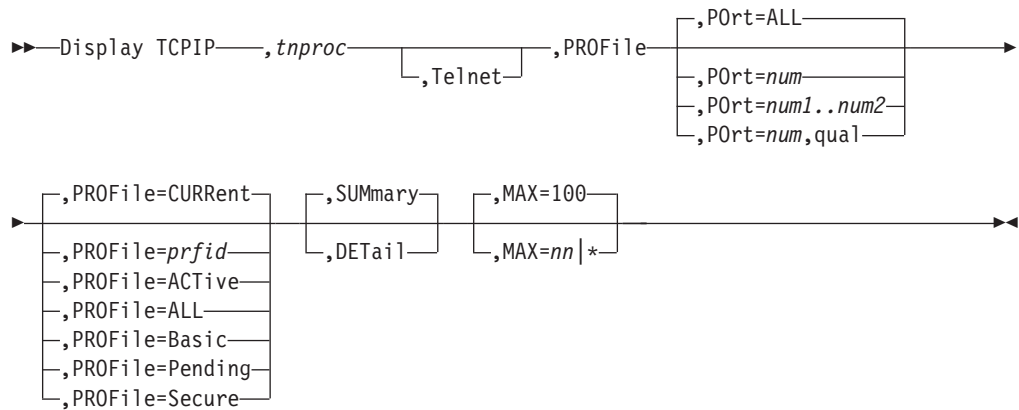 ,POrt=ALL
Display TCPIP ,tnproc ,Telnet ,PROFile
,POrt=num
,POrt=num1..num2
,POrt=num,qual
,PROFile=CURRent ,SUMmary ,MAX=100
,PROFile=prfid ,DETail ,MAX=nn|*
,PROFile=ACTive
,PROFile=ALL
,PROFile=Basic
,PROFile=Pending
,PROFile=Secure